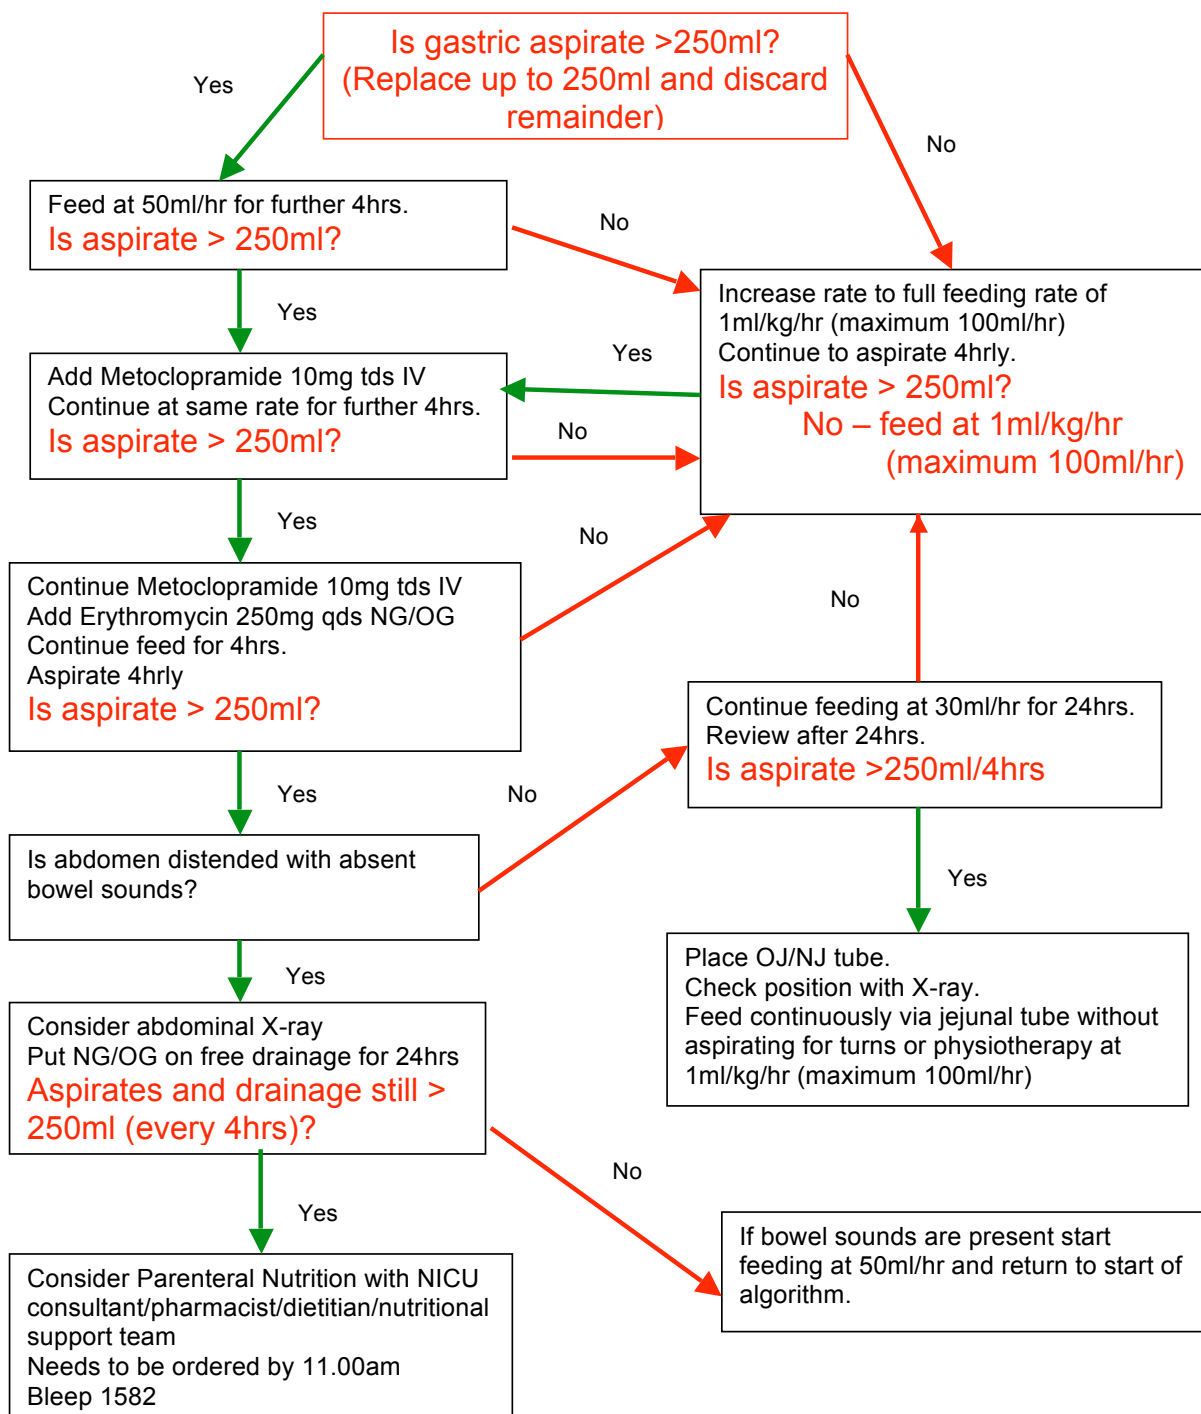 Is gastric aspirate >250ml?
(Replace up to 250ml and discard
remainder)
Yes
No
Feed at 50ml/hr for further 4hrs.
Is aspirate > 250ml?
No
Yes
Increase rate to full feeding rate of
1ml/kg/hr (maximum 100ml/hr)
Continue to aspirate 4hrly.
Is aspirate > 250ml?
No – feed at 1ml/kg/hr
(maximum 100ml/hr)
Yes
Add Metoclopramide 10mg tds IV
Continue at same rate for further 4hrs.
Is aspirate > 250ml?
No
Yes
No
Continue Metoclopramide 10mg tds IV
Add Erythromycin 250mg qds NG/OG
Continue feed for 4hrs.
Aspirate 4hrly
Is aspirate > 250ml?
No
Continue feeding at 30ml/hr for 24hrs.
Review after 24hrs.
Is aspirate >250ml/4hrs
Yes
No
Is abdomen distended with absent
bowel sounds?
Yes
Yes
Place OJ/NJ tube.
Check position with X-ray.
Feed continuously via jejunal tube without
aspirating for turns or physiotherapy at
1ml/kg/hr (maximum 100ml/hr)
Consider abdominal X-ray
Put NG/OG on free drainage for 24hrs
Aspirates and drainage still >
250ml (every 4hrs)?
No
Yes
If bowel sounds are present start
feeding at 50ml/hr and return to start of
algorithm.
Consider Parenteral Nutrition with NICU
consultant/pharmacist/dietitian/nutritional
support team
Needs to be ordered by 11.00am
Bleep 1582